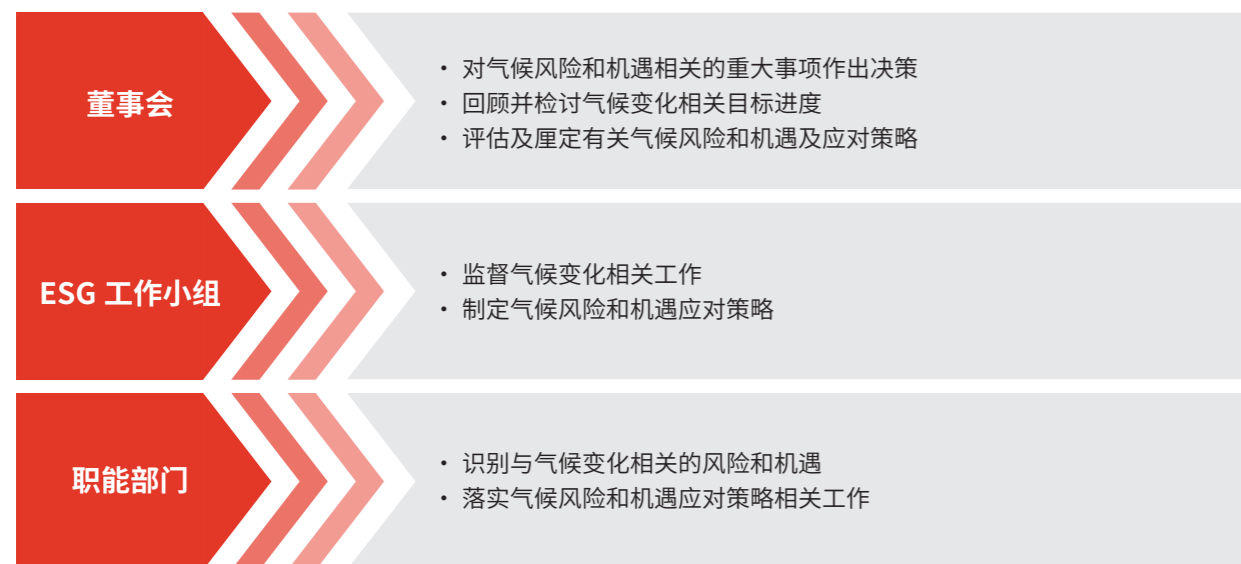 董事会
• 对气候风险和机遇相关的重大事项作出决策
• 回顾并检讨气候变化相关目标进度
• 评估及厘定有关气候风险和机遇及应对策略
ESG 工作小组
• 监督气候变化相关工作
• 制定气候风险和机遇应对策略
职能部门
• 识别与气候变化相关的风险和机遇
• 落实气候风险和机遇应对策略相关工作